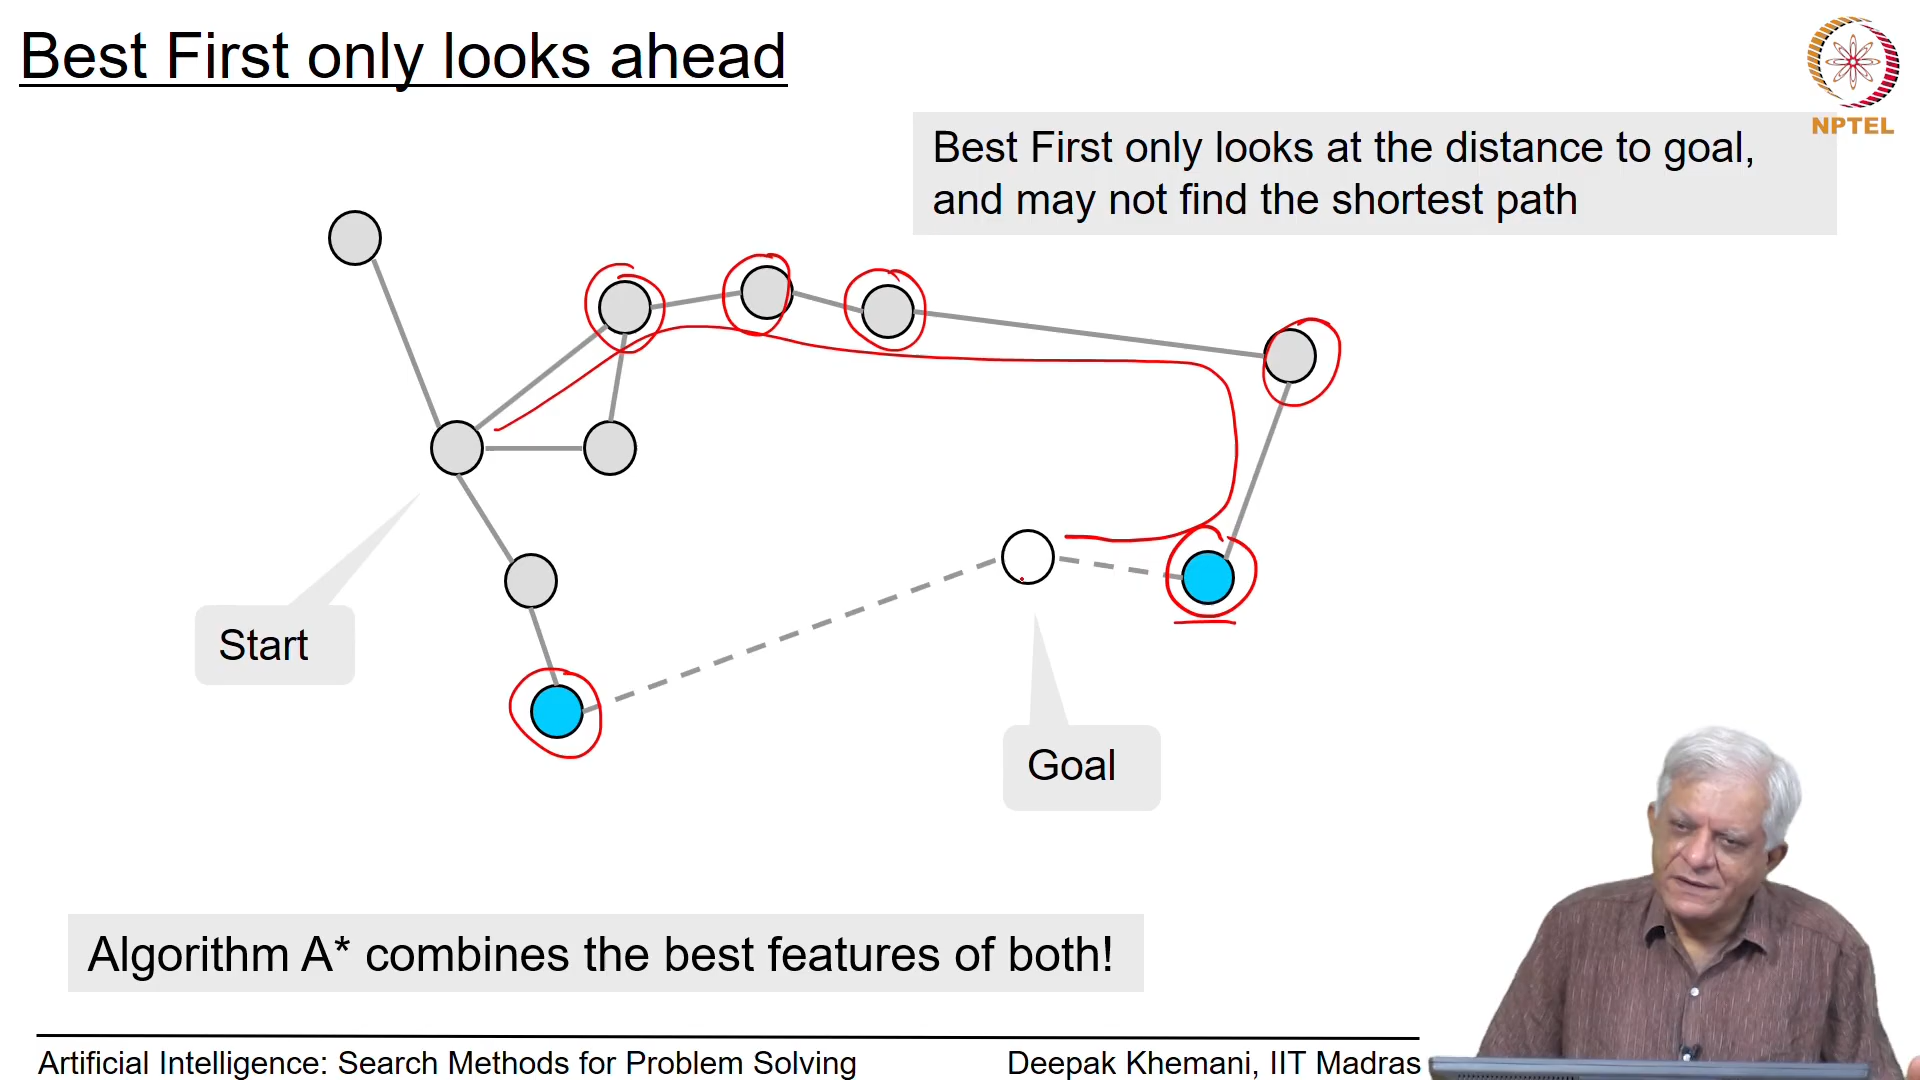 Best First only looks ahead
NPTEL
Best First only looks at the distance to goal,
and may not find the shortest path
Start
Goal
Algorithm A* combines the best features of both!
Artificial Intelligence: Search Methods for Problem Solving
Deepak Khemani, IIT Madras